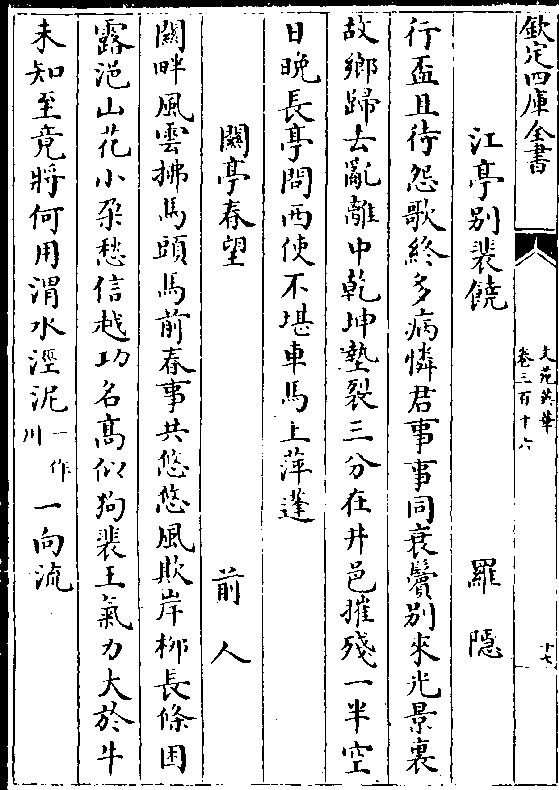 欽定四庫全書
文苑英華
卷三百十六
十七
江亭别裴饒
羅隱
行盃且待怨歌終多病憐君事事同衰鬢别來光景裏
故鄉歸去亂離中乾坤墊裂三分在井邑摧殘一半空
日晚長亭問西使不堪車馬上萍蓬
闗亭春望
前人
闗畔風雲拂馬頭馬前春事共悠悠風欺岸栁長條困
露浥山花小朶愁信越功名髙似狗裴王氣力大於牛
未知至竟將何用渭水涇泥一作川一向流